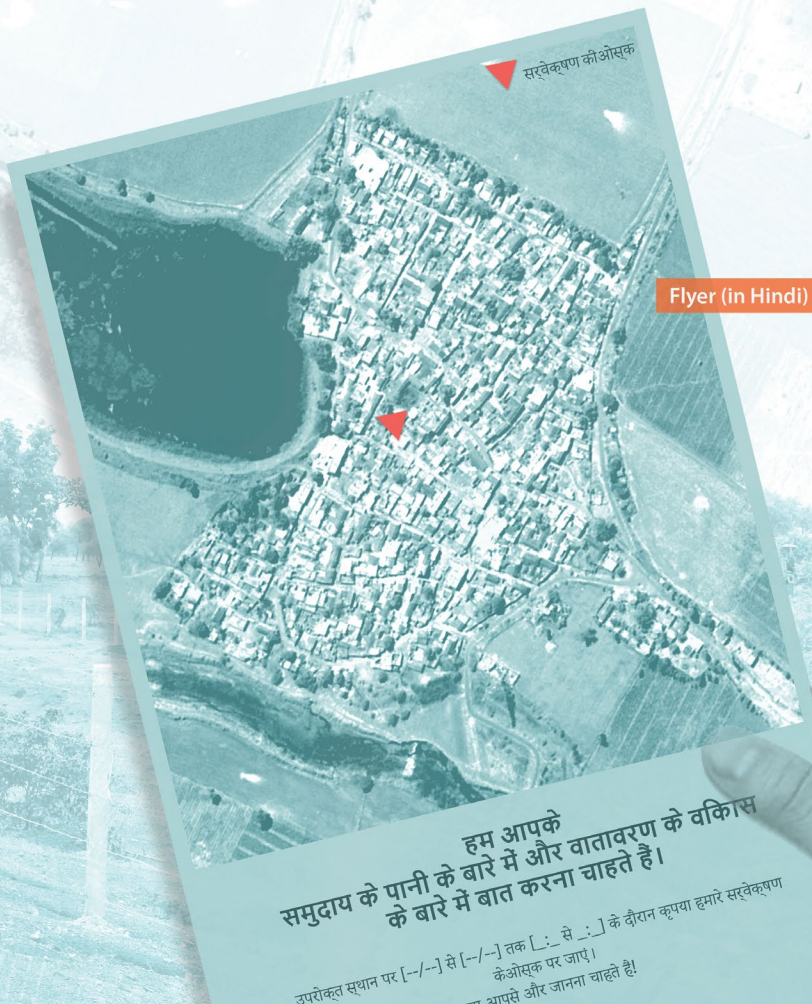 सर्वेक्षण कीओस्क
Flyer (in Hindi)
हम आपके
समुदाय के पानी के बारे में और वातावरण के विकास
के बारे में बात करना चाहते हैं।
उपरोक्त स्थान पर [--/--] से [--/--] तक [_:_ से _:_] के दौरान कृपया हमारे सर्वेक्षण
केओस्क पर जाएं।
आपसे और जानना चाहते है!